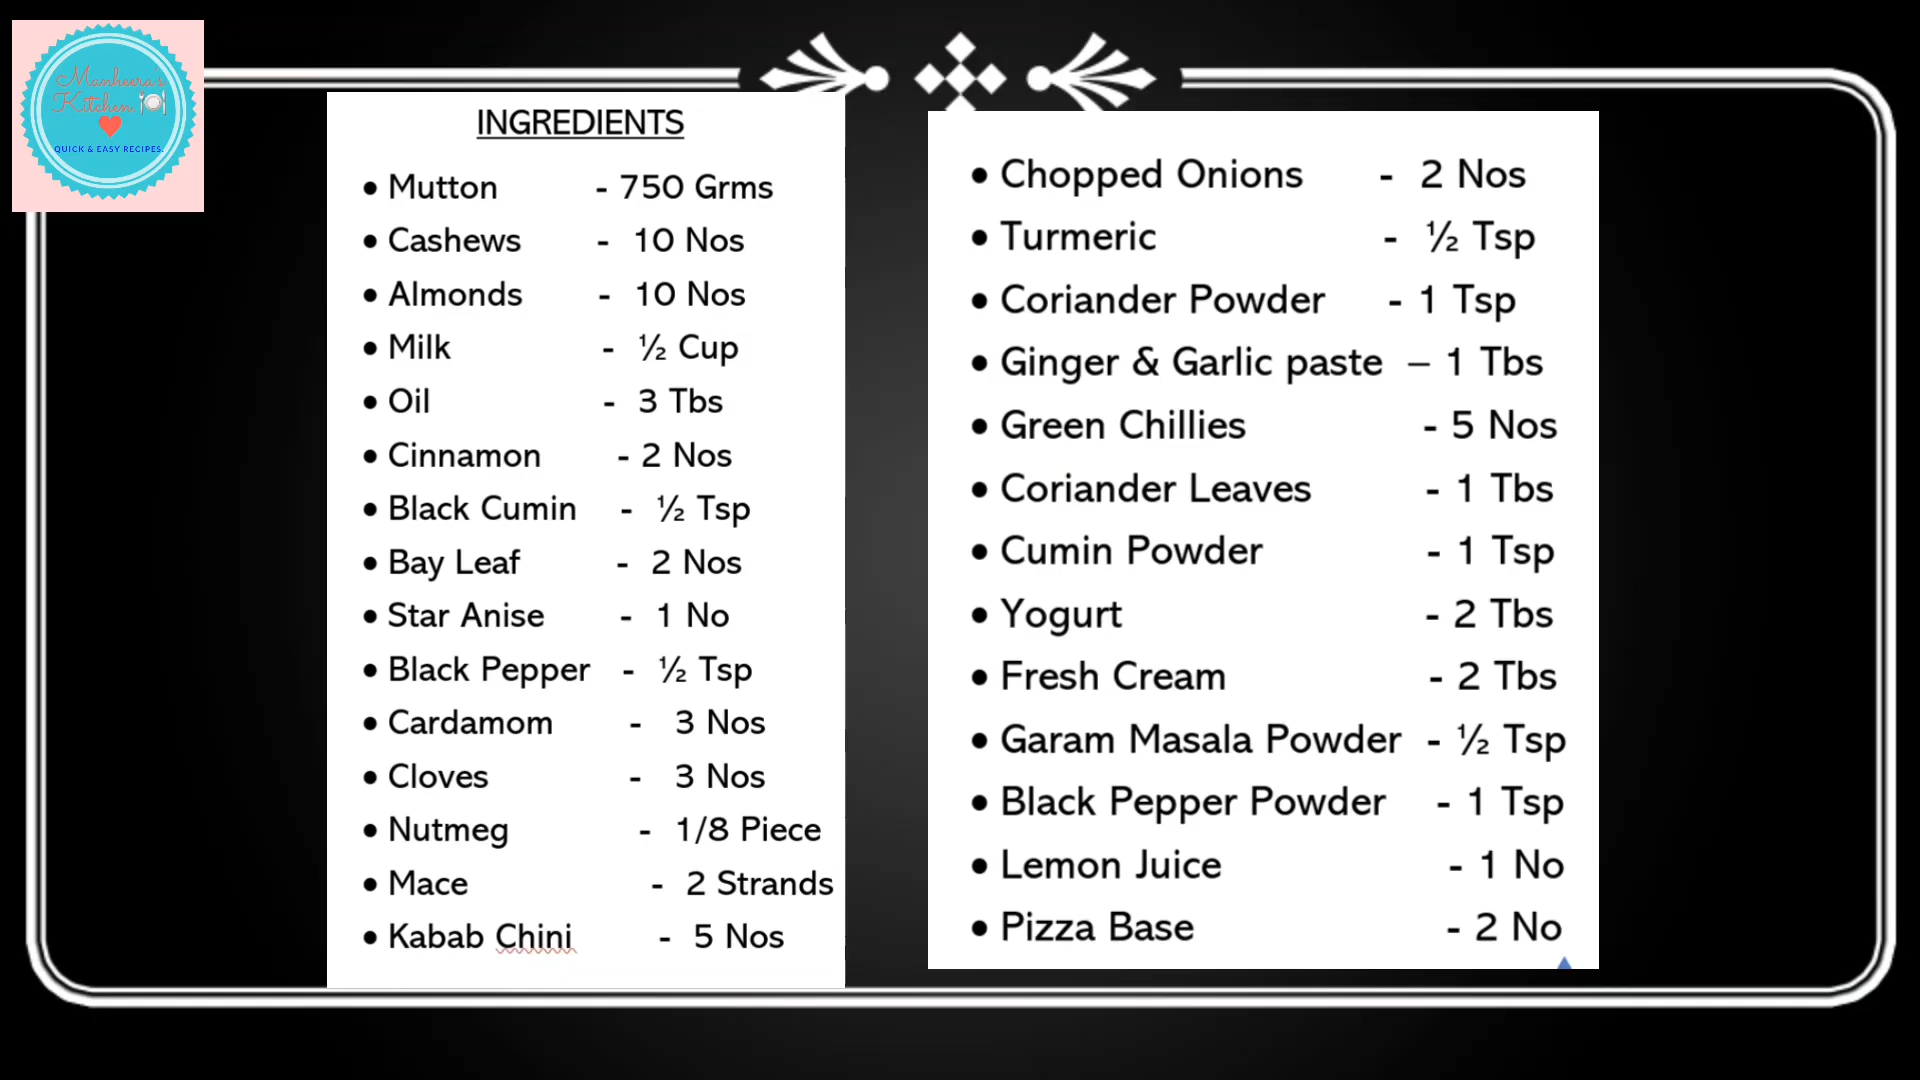 Manheera's
Kitchen
QUICK & EASY RECIPES.
INGREDIENTS
• Mutton - 750 Grms
• Cashews - 10 Nos
• Almonds - 10 Nos
• Milk - ½ Cup
• Oil - 3 Tbs
• Cinnamon - 2 Nos
• Black Cumin - ½ Tsp
• Bay Leaf - 2 Nos
• Star Anise - 1 No
• Black Pepper - ½ Tsp
• Cardamom - 3 Nos
• Cloves - 3 Nos
• Nutmeg - 1/8 Piece
• Mace - 2 Strands
• Kabab Chini - 5 Nos
• Chopped Onions - 2 Nos
• Turmeric - ½ Tsp
• Coriander Powder - 1 Tsp
• Ginger & Garlic paste – 1 Tbs
• Green Chillies - 5 Nos
• Coriander Leaves - 1 Tbs
• Cumin Powder - 1 Tsp
• Yogurt - 2 Tbs
• Fresh Cream - 2 Tbs
• Garam Masala Powder - ½ Tsp
• Black Pepper Powder - 1 Tsp
• Lemon Juice - 1 No
• Pizza Base - 2 No